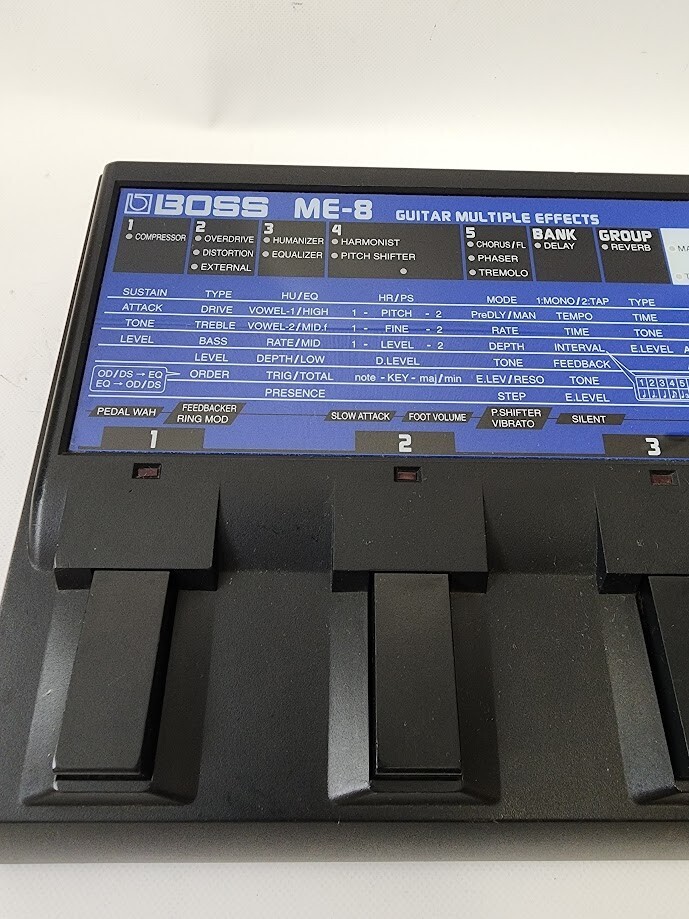 BOSS ME-8 GUITAR MULTIPLE EFFECTS
1 2 3 4 5 BANK GROUP
COMPRESSOR OVERDRIVE HUMANIZER HARMONIST CHORUS/FL DELAY REVERB
DISTORTION EQUALIZER PITCH SHIFTER PHASER
EXTERNAL TREMOLO
SUSTAIN TYPE HU/EQ HR/PS MODE 1:MONO/2:TAP TYPE
ATTACK DRIVE VOWEL-1/HIGH 1 - PITCH - 2 PreDLY/MAN TEMPO TIME
TONE TREBLE VOWEL-2/MID.f 1 - FINE - 2 RATE TIME TONE
LEVEL BASS RATE/MID 1 - LEVEL - 2 DEPTH INTERVAL E.LEVEL
LEVEL DEPTH/LOW D.LEVEL TONE FEEDBACK
OD/DS → EQ
EQ → OD/DS
ORDER TRIG/TOTAL note - KEY - maj/min E.LEV/RESO TONE 1 2 3 4 5
PRESENCE STEP E.LEVEL
PEDAL WAH FEEDBACKER SLOW ATTACK FOOT VOLUME P.SHIFTER SILENT
RING MOD VIBRATO
1 2 3